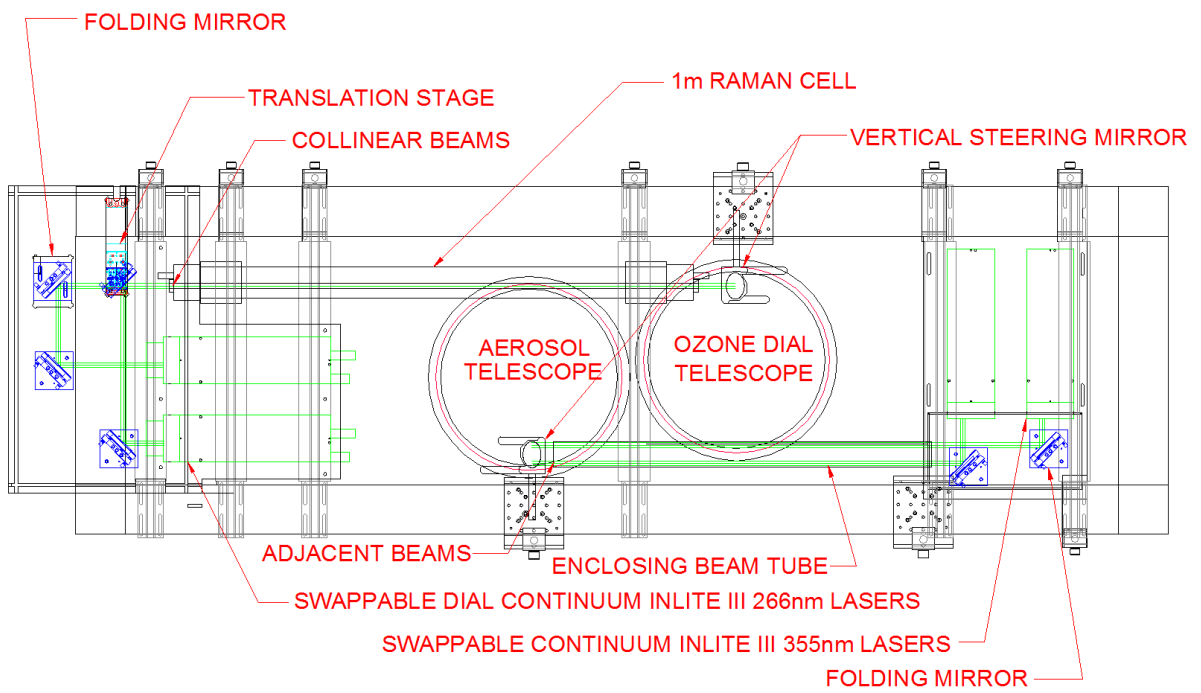 FOLDING MIRROR
1m RAMAN CELL
TRANSLATION STAGE
COLLINEAR BEAMS
VERTICAL STEERING MIRROR
AEROSOL
TELESCOPE
OZONE DIAL
TELESCOPE
ADJACENT BEAMS
ENCLOSING BEAM TUBE
SWAPPABLE DIAL CONTINUUM INLITE III 266nm LASERS
SWAPPABLE CONTINUUM INLITE III 355nm LASERS
FOLDING MIRROR